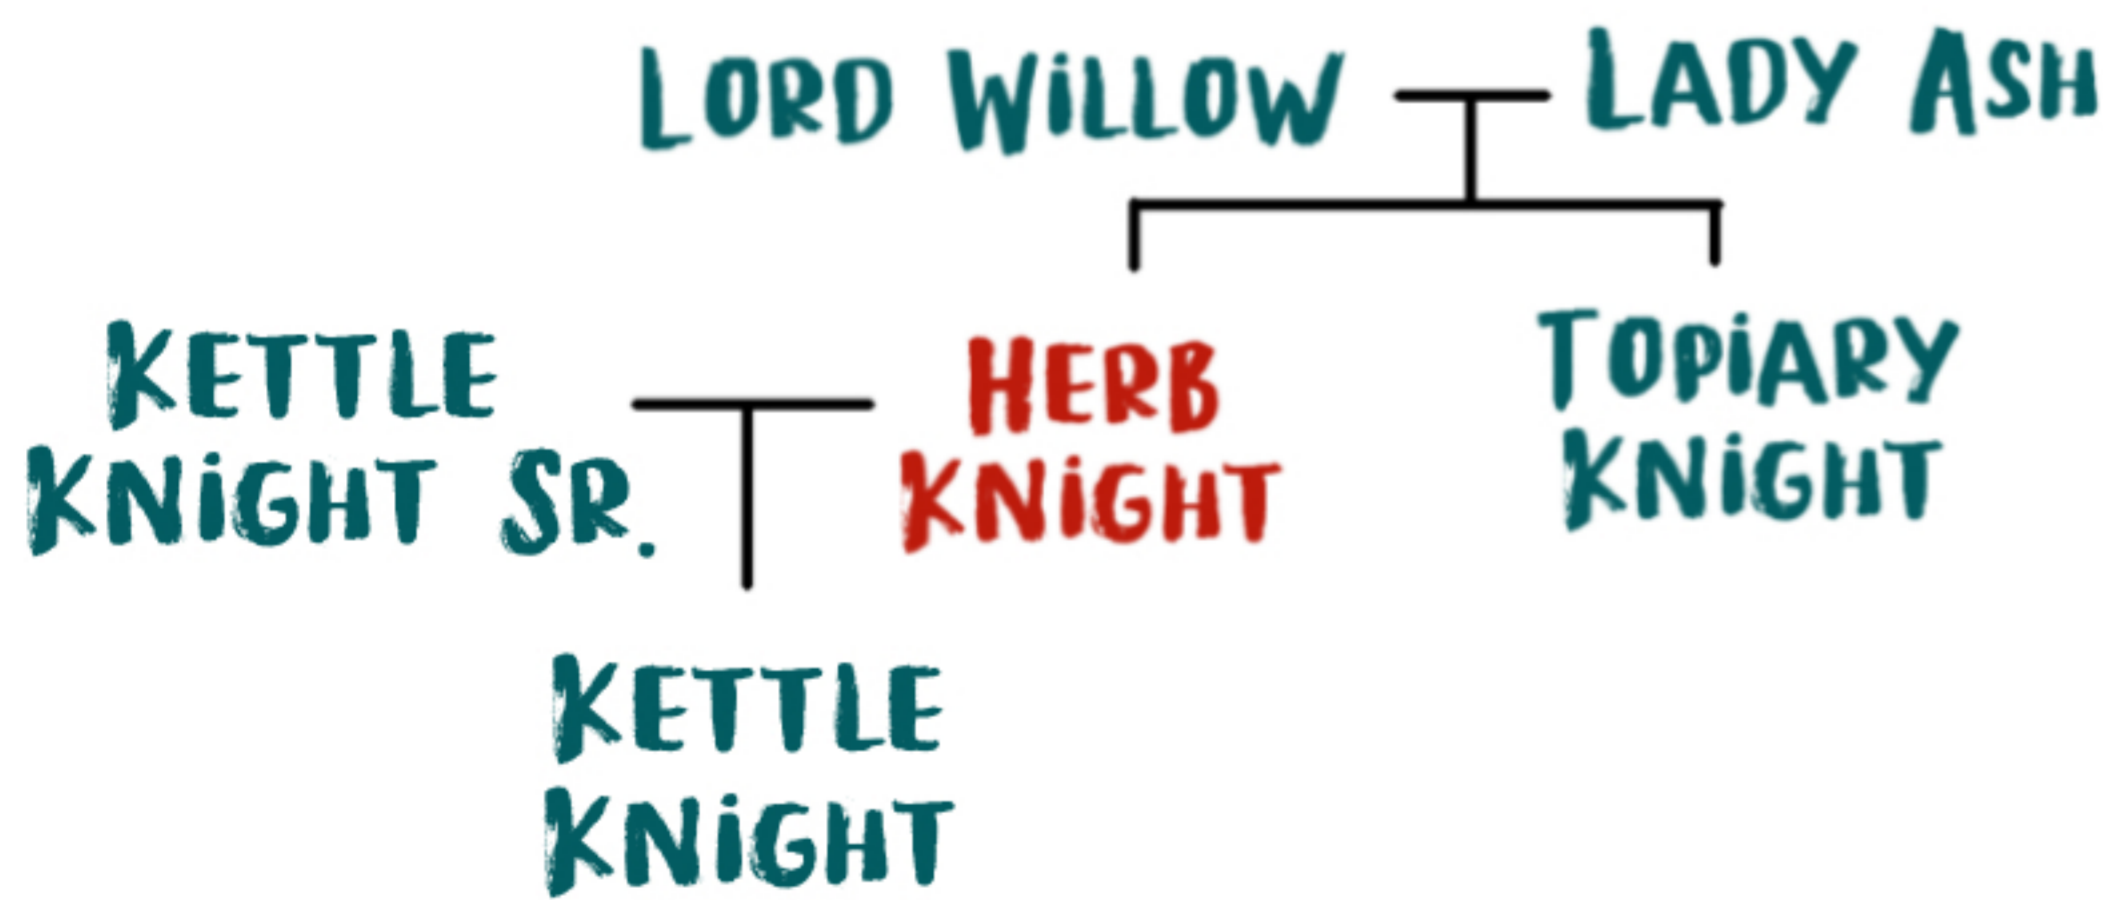 Lord Willow
Lady Ash
Kettle
Knight Sr.
Herb
Knight
Topiary
Knight
Kettle
Knight